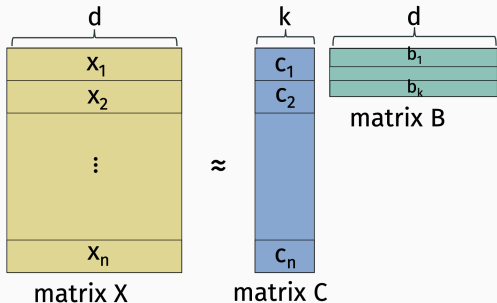 d
k
d
x₁
x₂
⋮
xₙ
matrix X
≈
c₁
c₂
cₙ
matrix C
b₁
bₖ
matrix B